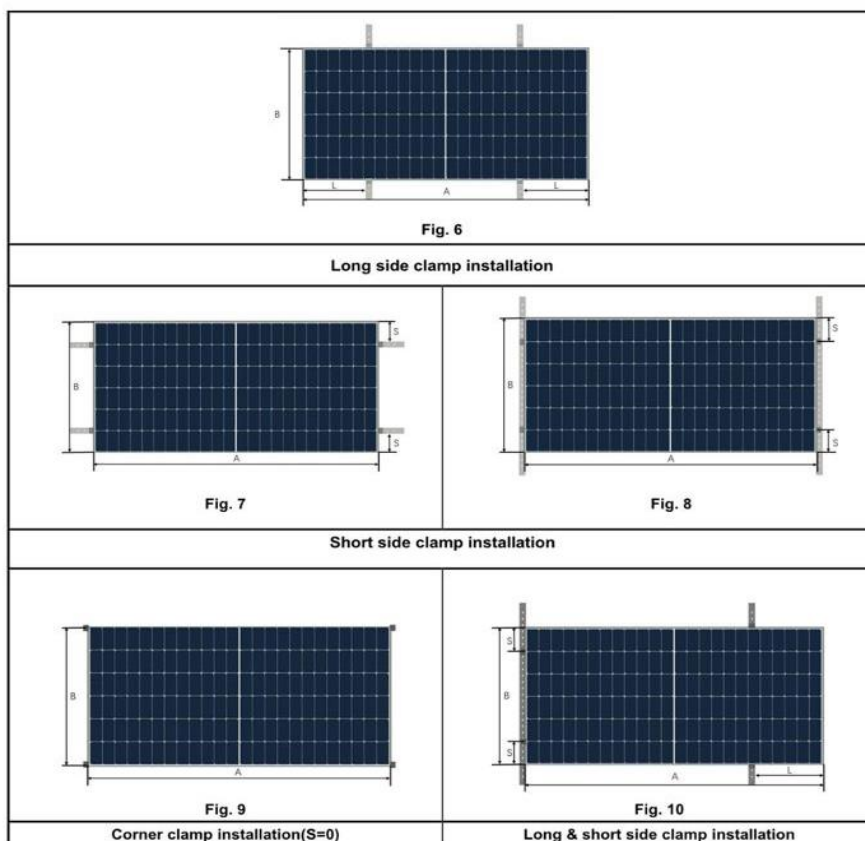 B
L
A
L
Fig. 6
Long side clamp installation
S
B
S
A
Fig. 7
S
B
S
A
Fig. 8
Short side clamp installation
B
A
Fig. 9
S
B
S
A
L
Fig. 10
Corner clamp installation(S=0)
Long & short side clamp installation